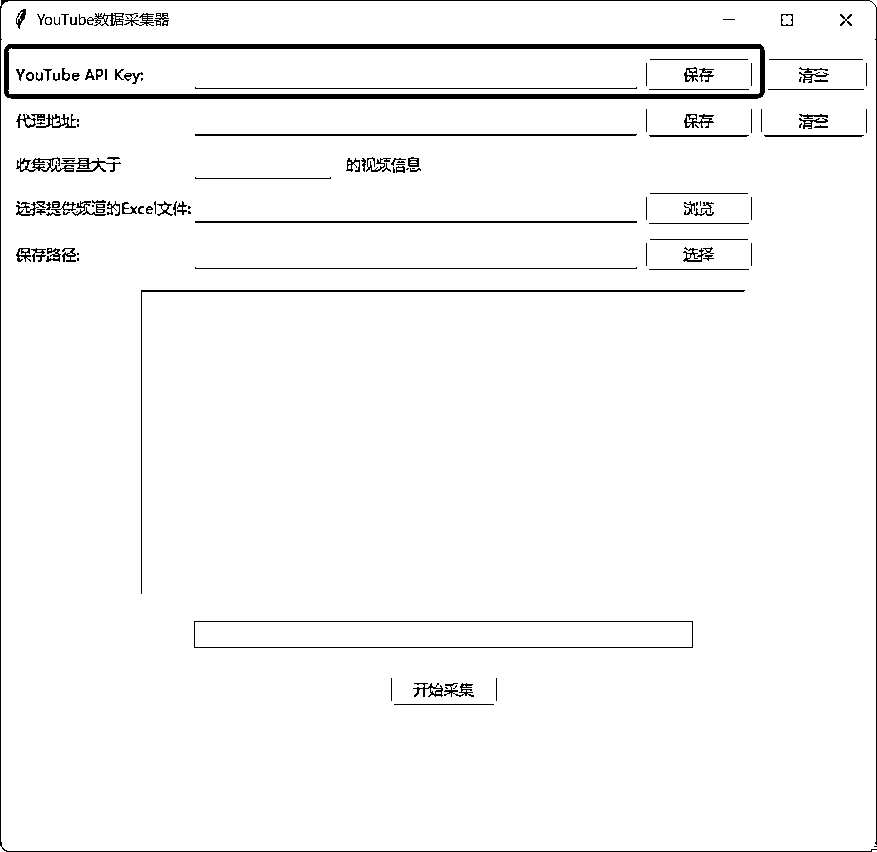 YouTube数据采集器
YouTube API Key: 保存 清空
代理地址: 保存 清空
收集观看量大于 的视频信息
选择提供频道的Excel文件: 浏览
保存路径: 选择
开始采集